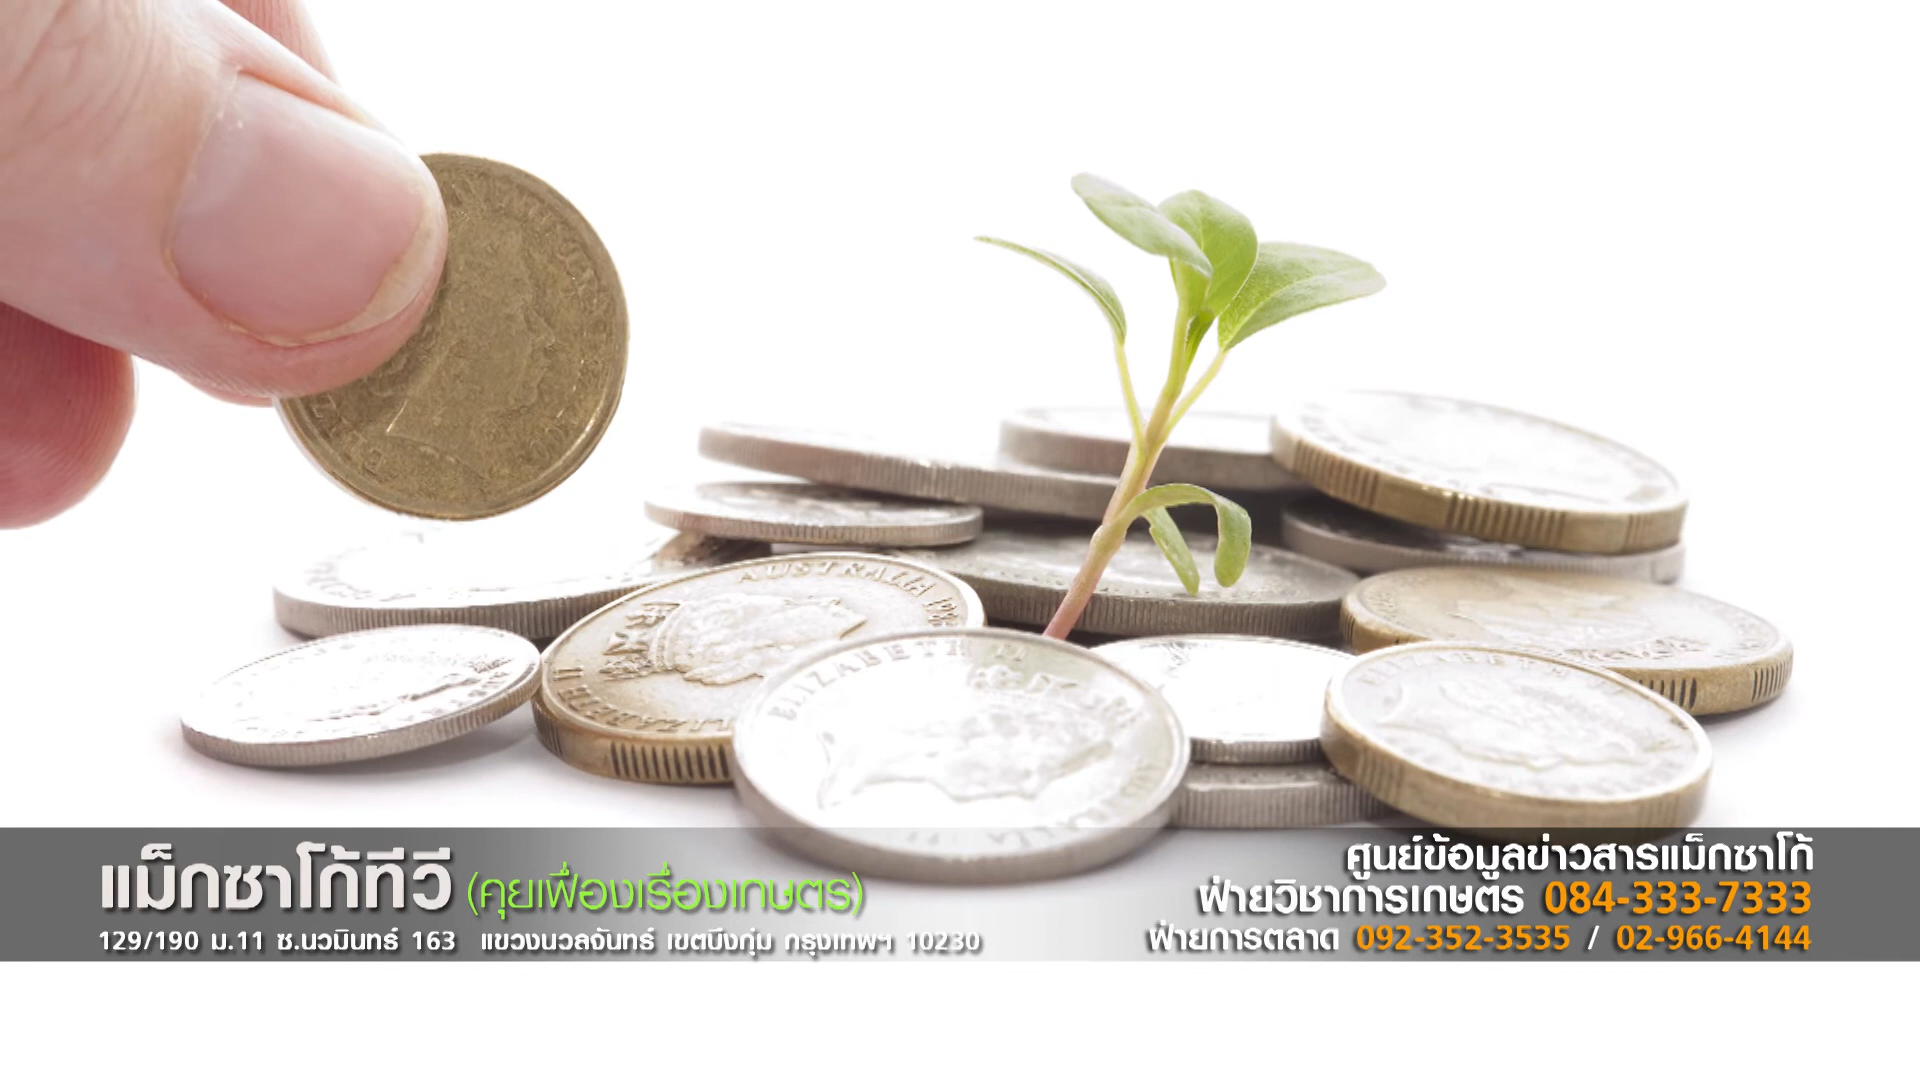 AUSTRALIA 19
ELIZABETH II
ELIZABETH II
แม็กซาโก้ทีวี (คุยเฟื่องเรื่องเกษตร)
129/190 ม.11 ซ.นวมินทร์ 163 แขวงนวลจันทร์ เขตบึงกุ่ม กรุงเทพฯ 10230
ศูนย์ข้อมูลข่าวสารแม็กซาโก้
ฝ่ายวิชาการเกษตร 084-333-7333
ฝ่ายการตลาด 092-352-3535 / 02-966-4144